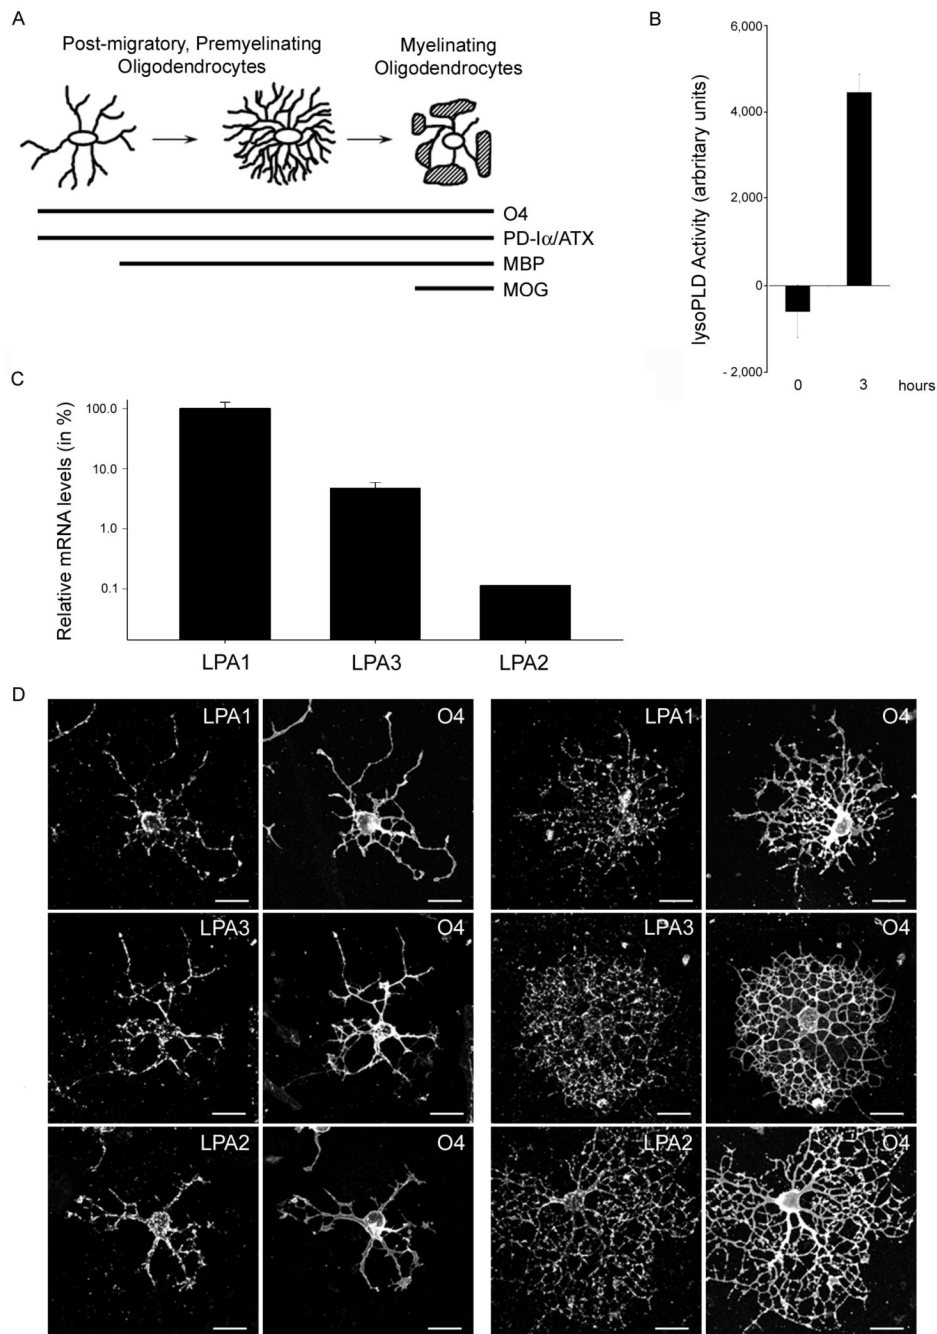 A
Post-migratory, Premyelinating
Oligodendrocytes
Myelinating
Oligodendrocytes
O4
PD-Iα/ATX
MBP
MOG
B
lysoPLD Activity (arbritary units)
6,000
4,000
2,000
0
- 2,000
0 3 hours
C
Relative mRNA levels (in %)
100.0
10.0
1.0
0.1
LPA1 LPA3 LPA2
D
LPA1 O4 LPA1 O4
LPA3 O4 LPA3 O4
LPA2 O4 LPA2 O4